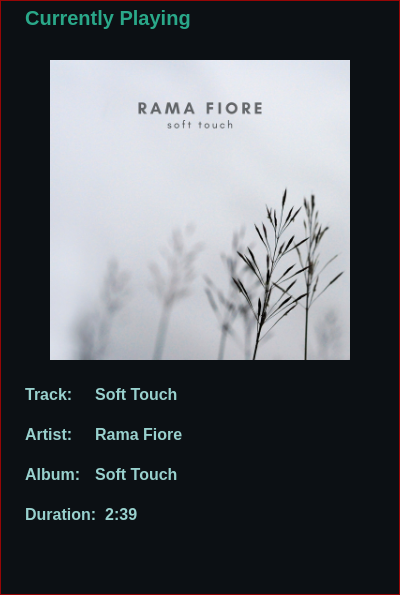 Currently Playing
RAMA FIORE
soft touch
Track: Soft Touch
Artist: Rama Fiore
Album: Soft Touch
Duration: 2:39